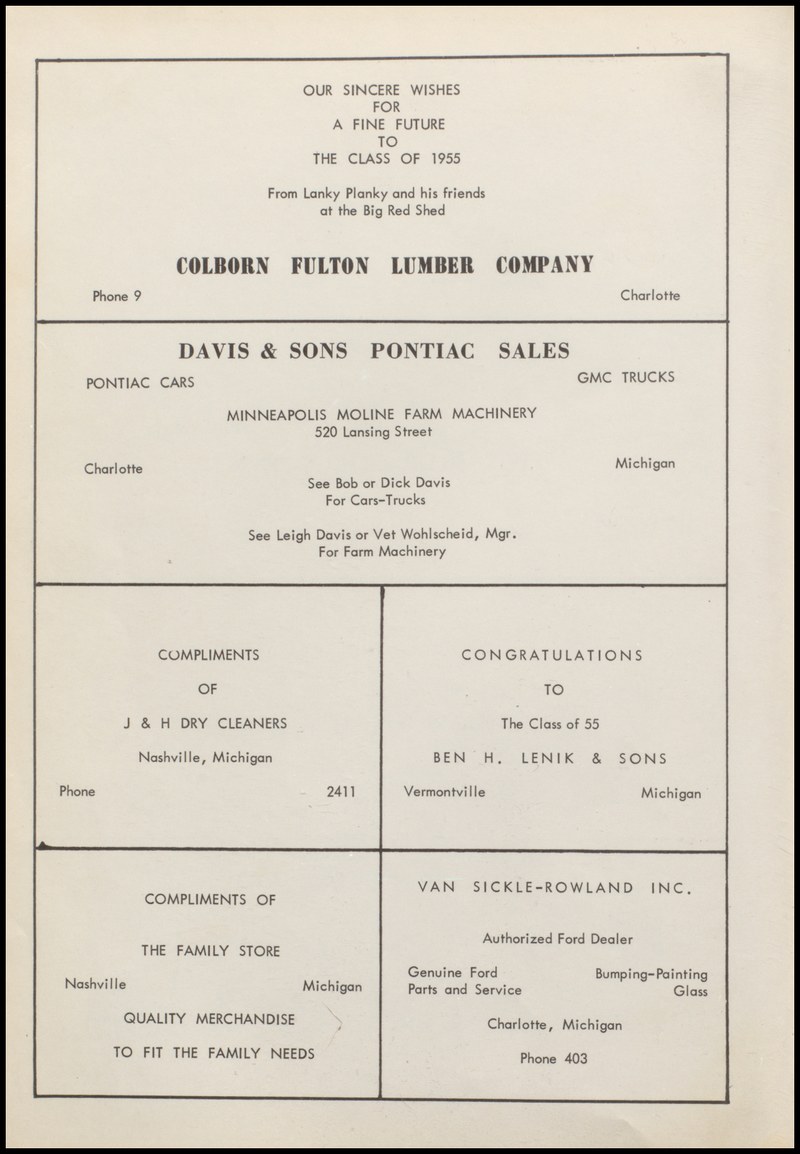 OUR SINCERE WISHES
FOR
A FINE FUTURE
TO
THE CLASS OF 1955
From Lanky Planky and his friends
at the Big Red Shed
COLBORN FULTON LUMBER COMPANY
Phone 9 Charlotte
DAVIS & SONS PONTIAC SALES
PONTIAC CARS GMC TRUCKS
MINNEAPOLIS MOLINE FARM MACHINERY
520 Lansing Street
Charlotte Michigan
See Bob or Dick Davis
For Cars-Trucks
See Leigh Davis or Vet Wohlscheid, Mgr.
For Farm Machinery
COMPLIMENTS
OF
J & H DRY CLEANERS
Nashville, Michigan
Phone 2411
CONGRATULATIONS
TO
The Class of 55
BEN H. LENIK & SONS
Vermontville Michigan
COMPLIMENTS OF
THE FAMILY STORE
Nashville Michigan
QUALITY MERCHANDISE
TO FIT THE FAMILY NEEDS
VAN SICKLE-ROWLAND INC.
Authorized Ford Dealer
Genuine Ford Bumping-Painting
Parts and Service Glass
Charlotte, Michigan
Phone 403